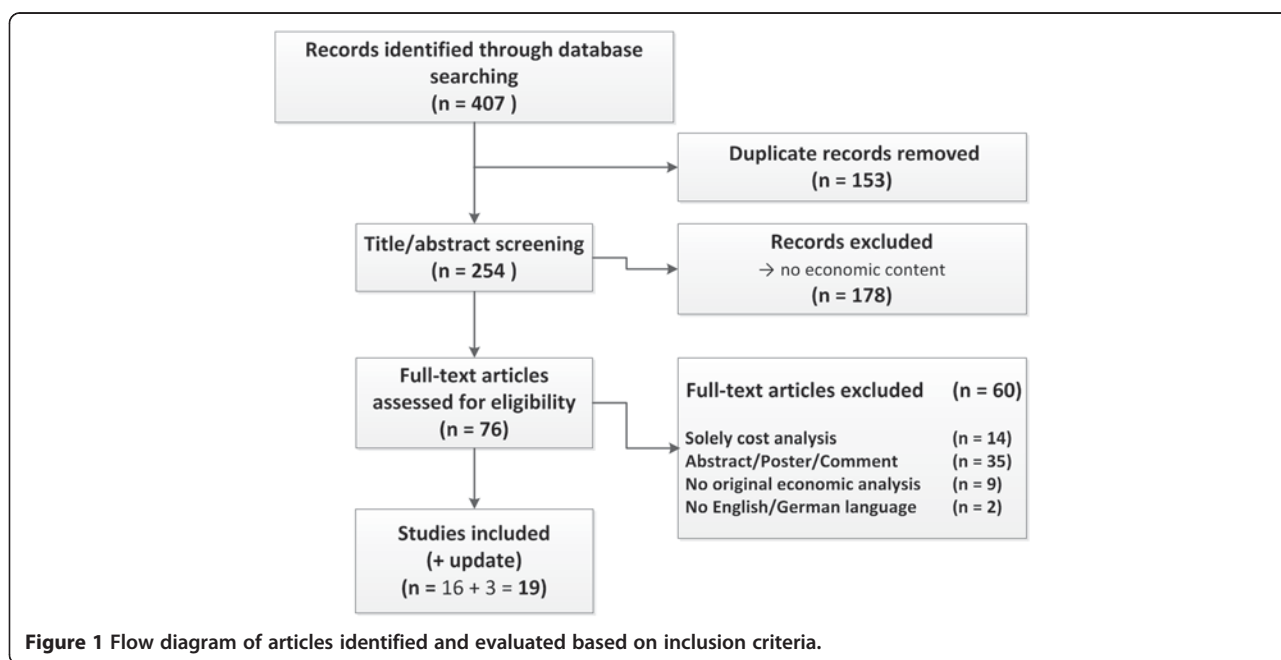 Records identified through database
searching
(n = 407 )
Duplicate records removed
(n = 153)
Title/abstract screening
(n = 254 )
Records excluded
→ no economic content
(n = 178)
Full-text articles
assessed for eligibility
(n = 76)
Full-text articles excluded (n = 60)
Solely cost analysis (n = 14)
Abstract/Poster/Comment (n = 35)
No original economic analysis (n = 9)
No English/German language (n = 2)
Studies included
(+ update)
(n = 16 + 3 = 19)
Figure 1 Flow diagram of articles identified and evaluated based on inclusion criteria.